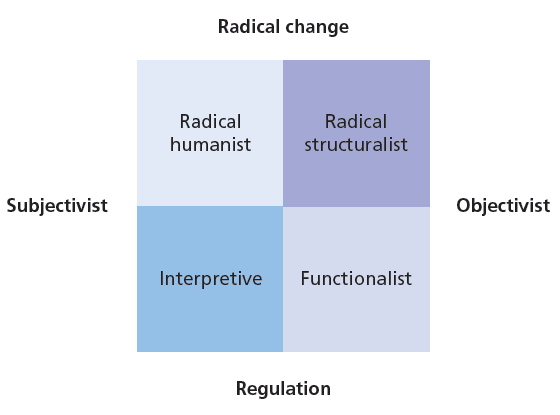 Radical change
Radical
humanist
Radical
structuralist
Subjectivist
Objectivist
Interpretive
Functionalist
Regulation